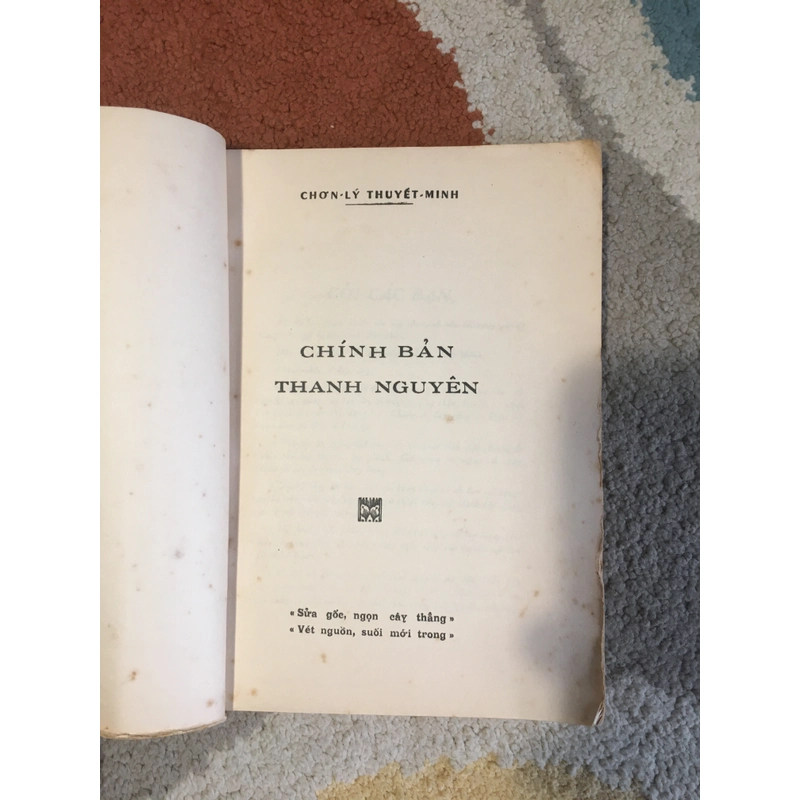 CHƠN-LÝ THUYẾT-MINH
CHÍNH BẢN
THANH NGUYÊN
« Sửa gốc, ngọn cây thẳng »
« Vét nguồn, suối mới trong »